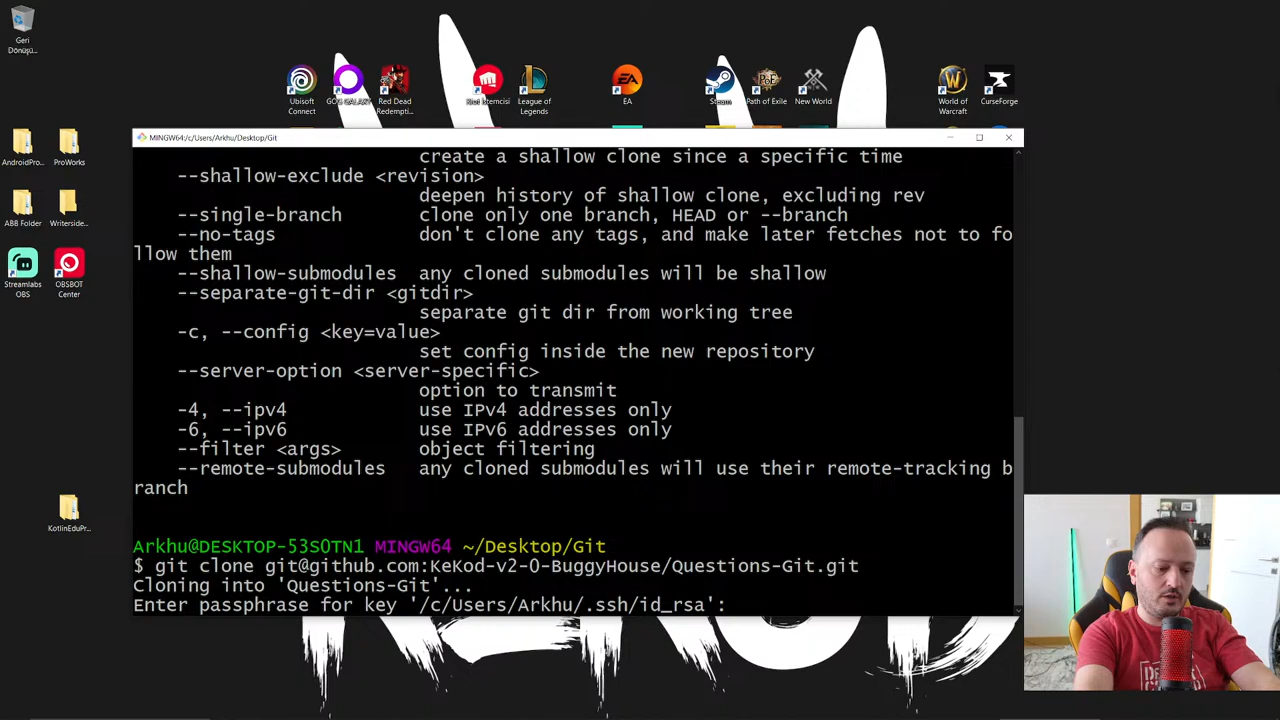 Geri
Dönüşü...
Ubisoft
Connect
GOG GALAXY
Red Dead
Redempti...
Riot İstemcisi
League of
Legends
EA
EA
Steam
Path of Exile
New World
World of
Warcraft
CurseForge
MINGW64:/c/Users/Arkhu/Desktop/Git
AndroidPro...
ProWorks
ABB Folder
Writerside...
Streamlabs
OBS
OBSBOT
Center
KotlinEduPr...
create a shallow clone since a specific time
--shallow-exclude <revision>
deepen history of shallow clone, excluding rev
--single-branch clone only one branch, HEAD or --branch
--no-tags don't clone any tags, and make later fetches not to fo
llow them
--shallow-submodules any cloned submodules will be shallow
--separate-git-dir <gitdir>
separate git dir from working tree
-c, --config <key=value>
set config inside the new repository
--server-option <server-specific>
option to transmit
-4, --ipv4 use IPv4 addresses only
-6, --ipv6 use IPv6 addresses only
--filter <args> object filtering
--remote-submodules any cloned submodules will use their remote-tracking b
ranch
Arkhu@DESKTOP-53SOTN1 MINGW64 ~/Desktop/Git
$ git clone git@github.com:KeKod-v2-0-BuggyHouse/Questions-Git.git
Cloning into 'Questions-Git'...
Enter passphrase for key '/c/Users/Arkhu/.ssh/id_rsa':